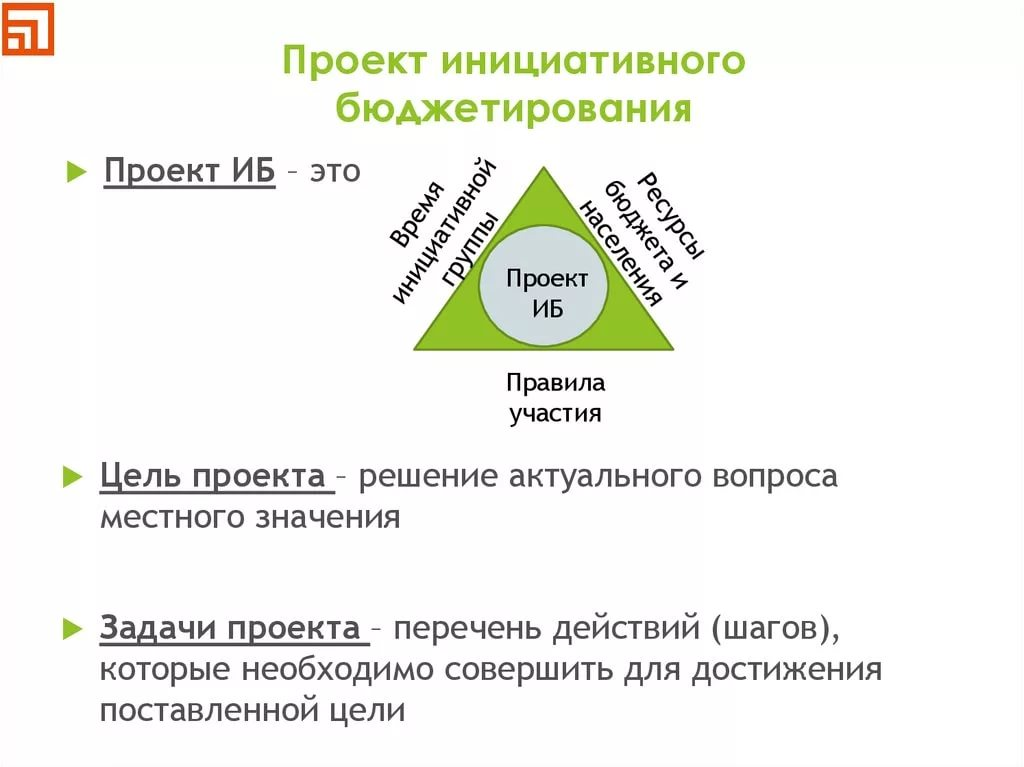 Проект инициативного
бюджетирования
Проект ИБ – это
Время
инициативной
группы
Ресурсы
бюджета и
населения
Проект
ИБ
Правила
участия
Цель проекта – решение актуального вопроса
местного значения
Задачи проекта – перечень действий (шагов),
которые необходимо совершить для достижения
поставленной цели